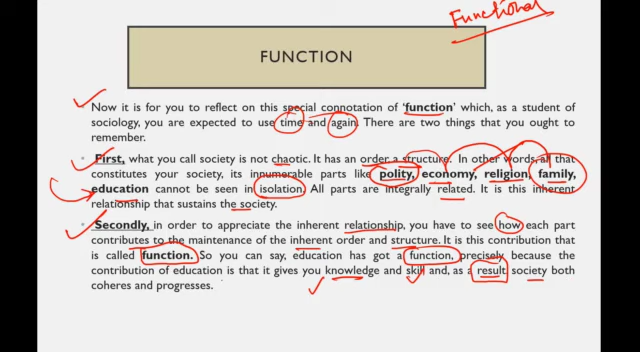 Functional
FUNCTION
Now it is for you to reflect on this special connotation of 'function' which, as a student of
sociology, you are expected to use time and again. There are two things that you ought to
remember.
• First, what you call society is not chaotic. It has an order, a structure. In other words, all that
constitutes your society, its innumerable parts like polity, economy, religion, family,
education cannot be seen in isolation. All parts are integrally related. It is this inherent
relationship that sustains the society.
• Secondly, in order to appreciate the inherent relationship, you have to see how each part
contributes to the maintenance of the inherent order and structure. It is this contribution that
is called function. So you can say, education has got a function, precisely because the
contribution of education is that it gives you knowledge and skill and, as a result, society both
coheres and progresses.